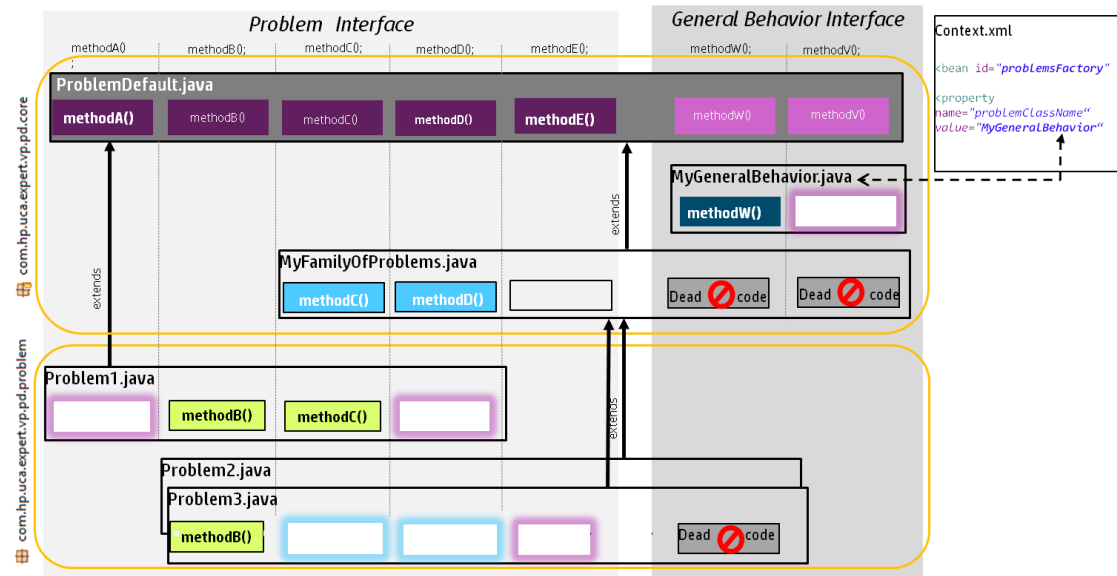 Problem Interface
General Behavior Interface
methodA()
;
methodB();
methodC();
methodD();
methodE();
methodW();
methodV();
Context.xml
<bean id="problemsFactory"
<property
name="problemClassName“
value="MyGeneralBehavior“
com.hp.uca.expert.vp.pd.core
ProblemDefault.java
methodA()
methodB()
methodC()
methodD()
methodE()
methodW()
methodV()
MyGeneralBehavior.java
methodW()
extends
extends
MyFamilyOfProblems.java
methodC()
methodD()
Dead code
Dead code
com.hp.uca.expert.vp.pd.problem
Problem1.java
methodB()
methodC()
extends
Problem2.java
Problem3.java
methodB()
Dead code